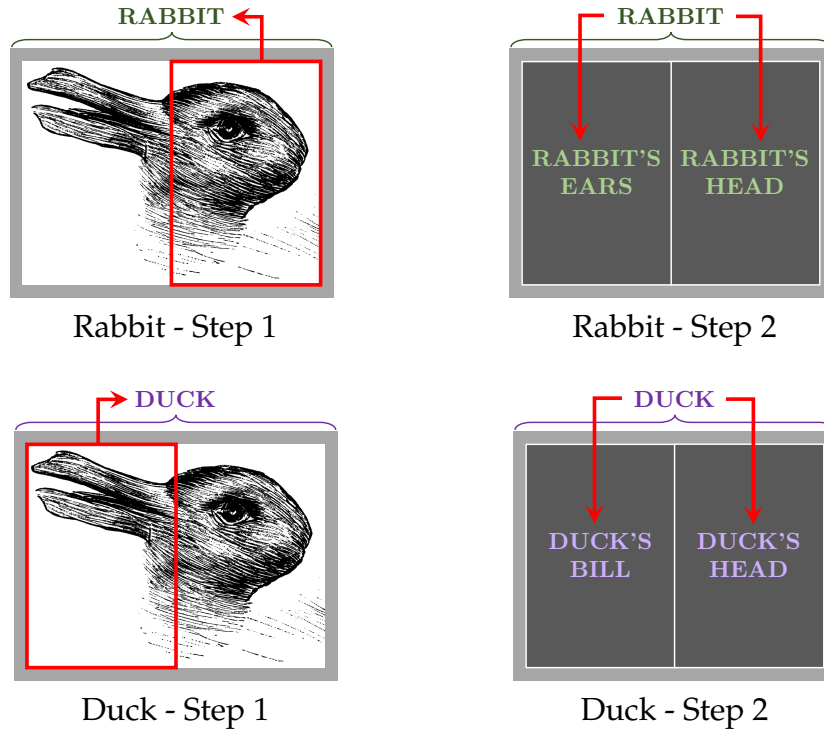 RABBIT
RABBIT
RABBIT'S
EARS
RABBIT'S
HEAD
Rabbit - Step 1
Rabbit - Step 2
DUCK
DUCK
DUCK'S
BILL
DUCK'S
HEAD
Duck - Step 1
Duck - Step 2